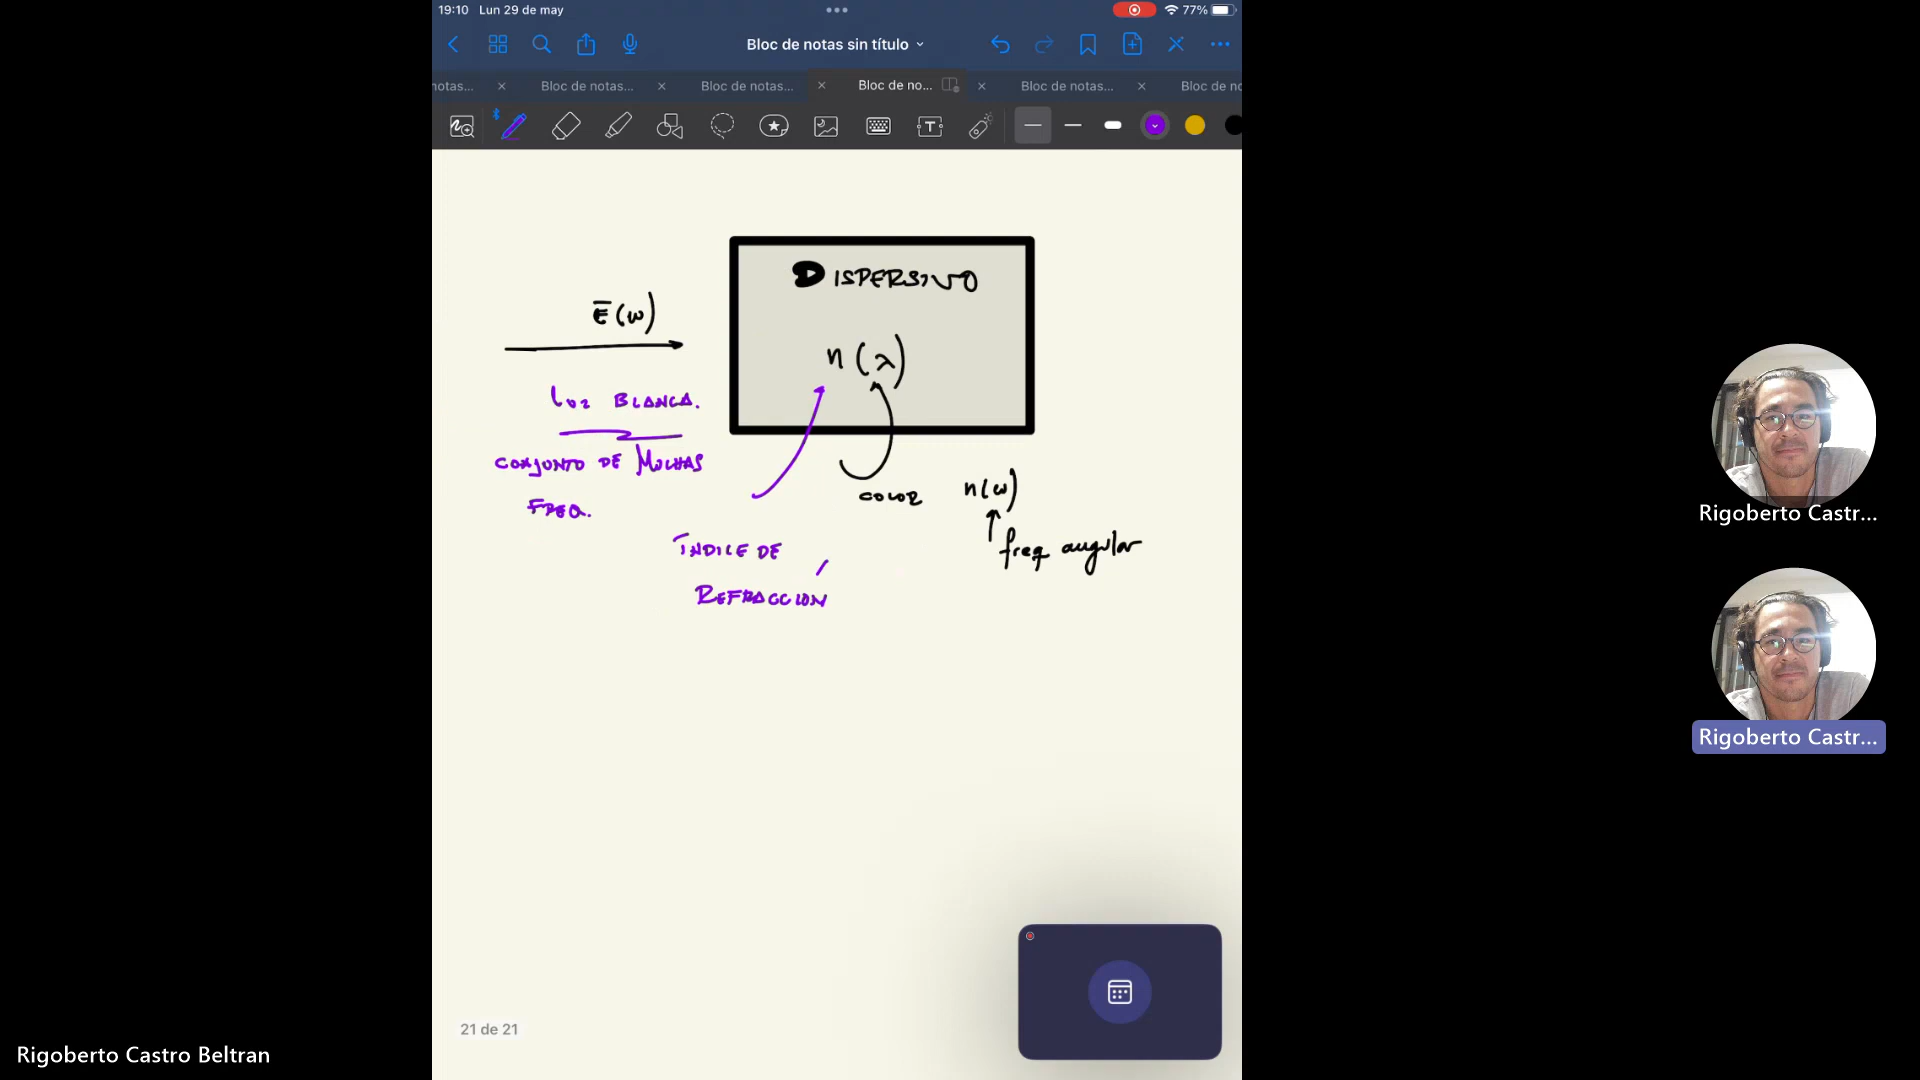 19:10 Lun 29 de may
77%
Bloc de notas sin título
notas...
Bloc de notas...
Bloc de notas...
Bloc de no...
Bloc de notas...
Bloc de no
DISPERSIVO
E̅(ω)
n(λ)
LUZ BLANCA.
CONJUNTO DE MUCHAS
FREQ.
COLOR
n(ω)
freq angular
ÍNDICE DE
REFRACCIÓN
21 de 21
Rigoberto Castr...
Rigoberto Castr...
Rigoberto Castro Beltran